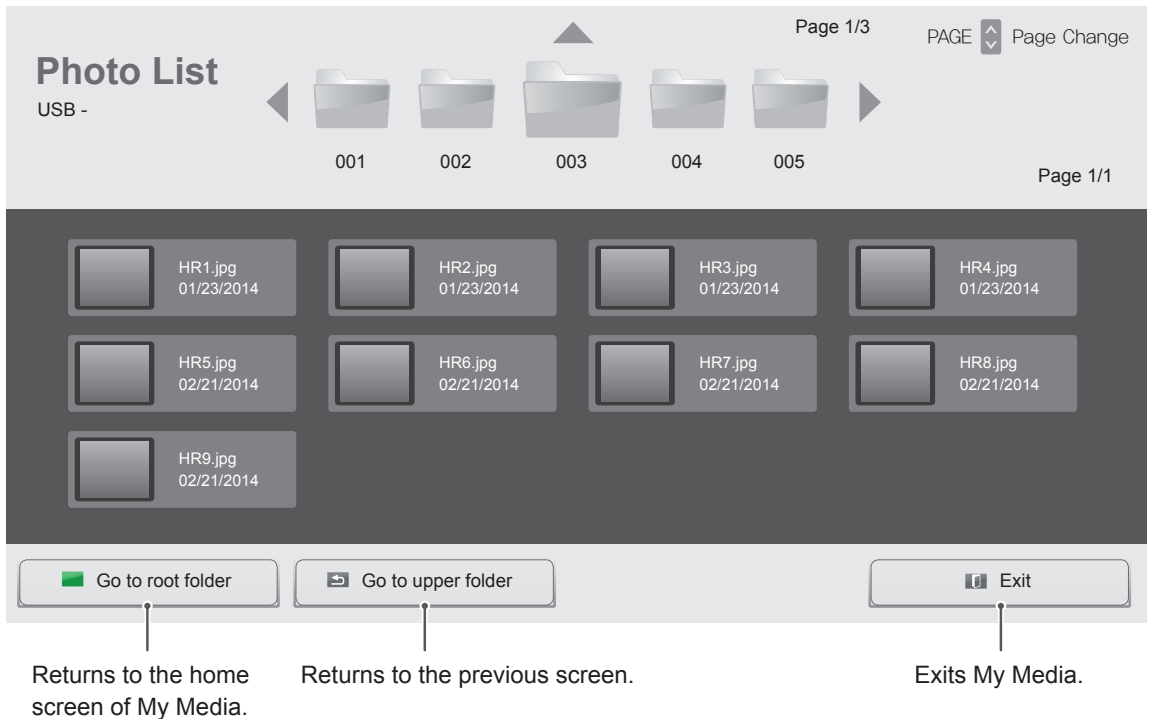 Page 1/3
PAGE Page Change
Photo List
USB -
001 002 003 004 005
Page 1/1
HR1.jpg
01/23/2014
HR2.jpg
01/23/2014
HR3.jpg
01/23/2014
HR4.jpg
01/23/2014
HR5.jpg
02/21/2014
HR6.jpg
02/21/2014
HR7.jpg
02/21/2014
HR8.jpg
02/21/2014
HR9.jpg
02/21/2014
Go to root folder
Go to upper folder
Exit
Returns to the home
screen of My Media.
Returns to the previous screen.
Exits My Media.